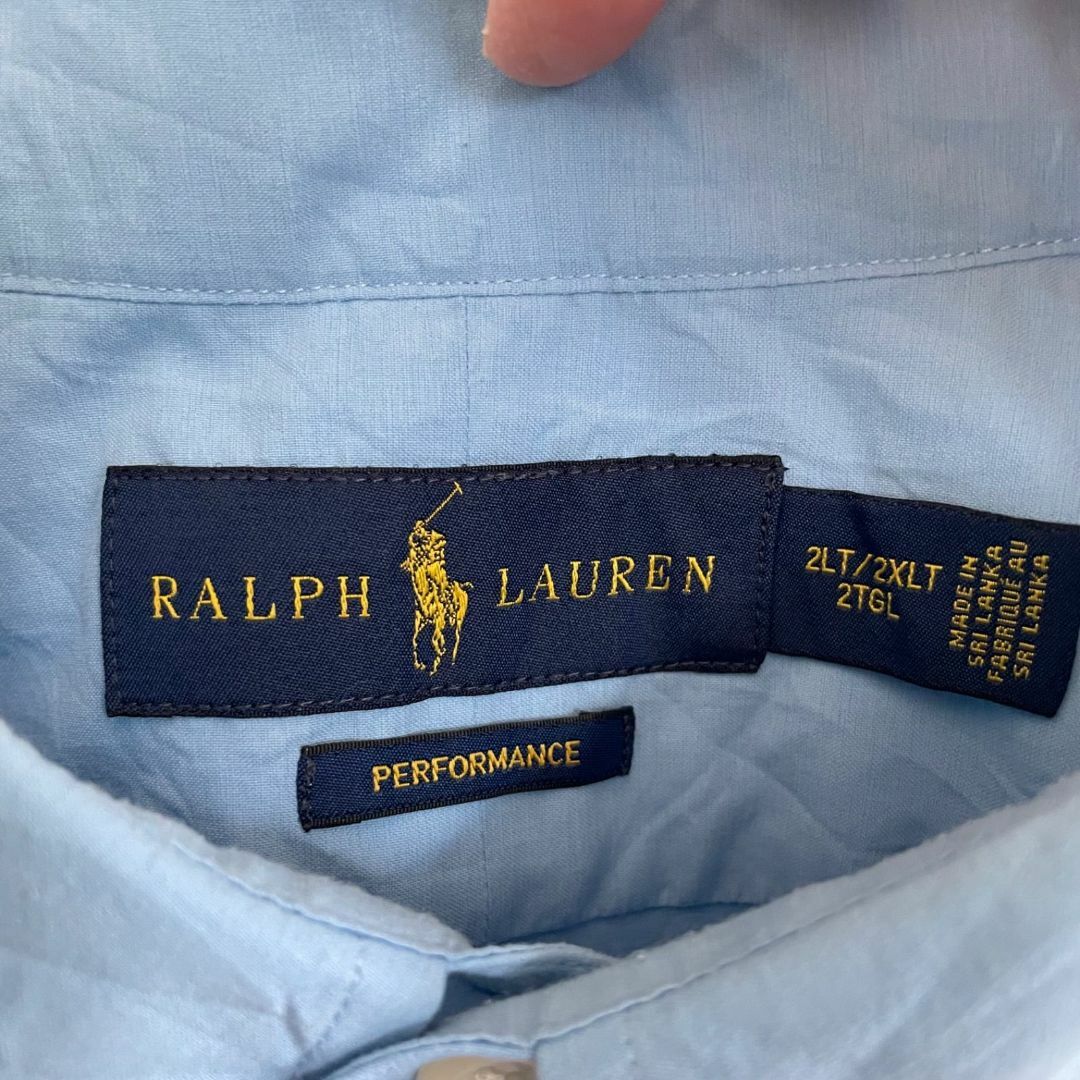 RALPH LAUREN
PERFORMANCE
2LT/2XLT
2TGL
MADE IN
SRI LANKA
FABRIQUÉ AU
SRI LANKA